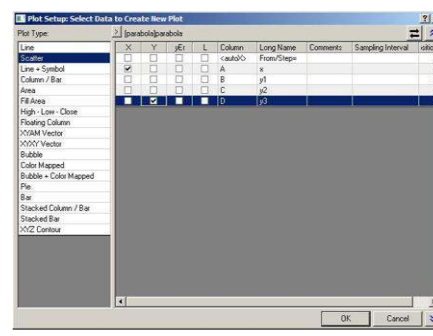 Plot Setup: Select Data to Create New Plot
Plot Type:
[parabola]parabola
X Y yEr L Column Long Name Comments Sampling Interval
<autoX> From/Step=
A x
B y1
C y2
D y3
Line
Scatter
Line + Symbol
Column / Bar
Area
Fill Area
High - Low - Close
Floating Column
XYAM Vector
XYXY Vector
Bubble
Color Mapped
Bubble + Color Mapped
Pie
Bar
Stacked Column / Bar
Stacked Bar
XYZ Contour
OK Cancel